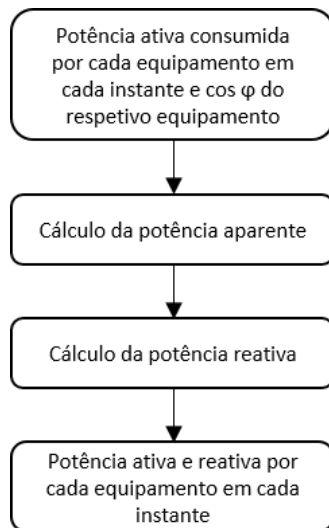 Potência ativa consumida
por cada equipamento em
cada instante e cos φ do
respetivo equipamento
Cálculo da potência aparente
Cálculo da potência reativa
Potência ativa e reativa por
cada equipamento em cada
instante